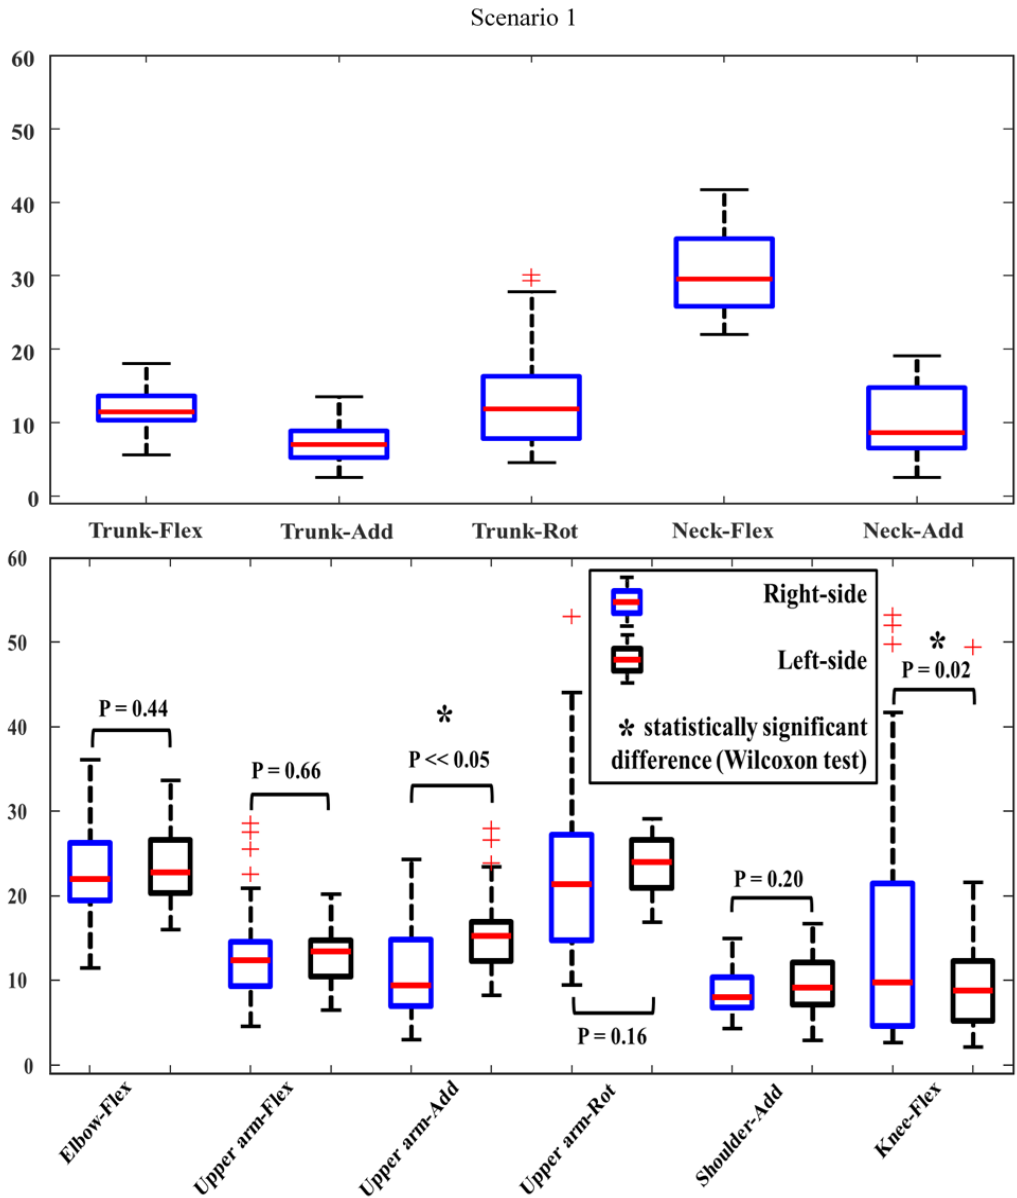 Scenario 1
60
50
40
30
20
10
0
Trunk-Flex Trunk-Add Trunk-Rot Neck-Flex Neck-Add
60
50
40
30
20
10
0
Right-side
Left-side
* statistically significant
difference (Wilcoxon test)
P = 0.44
P = 0.66
*
P << 0.05
P = 0.16
P = 0.20
*
P = 0.02
Elbow-Flex
Upper arm-Flex
Upper arm-Add
Upper arm-Rot
Shoulder-Add
Knee-Flex